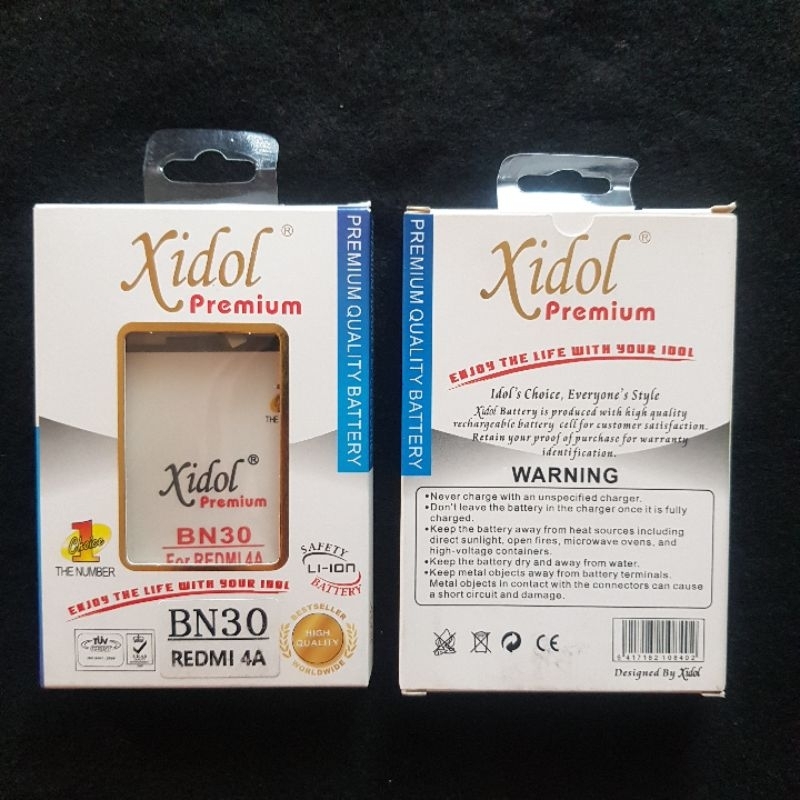 Xidol®
Premium
PREMIUM QUALITY BATTERY
THE
Xidol®
Premium
BN30
For REDMI 4A
1
Choice
THE NUMBER
SAFETY
LI-ION
BATTERY
ENJOY THE LIFE WITH YOUR IDOL
BN30
REDMI 4A
TÜV
BESTSELLER
HIGH
QUALITY
WORLDWIDE
Xidol®
Premium
PREMIUM QUALITY BATTERY
ENJOY THE LIFE WITH YOUR IDOL
Idol's Choice, Everyone's Style
Xidol Battery is produced with high quality
rechargeable battery cell for customer satisfaction.
Retain your proof of purchase for warranty
identification.
WARNING
•Never charge with an unspecified charger.
•Don't leave the battery in the charger once it is fully
charged.
•Keep the battery away from heat sources including
direct sunlight, open fires, microwave ovens, and
high-voltage containers.
•Keep the battery dry and away from water.
•Keep metal objects away from battery terminals.
Metal objects in contact with the connectors can cause
a short circuit and damage.
CE
6 417182 108402
Designed By Xidol